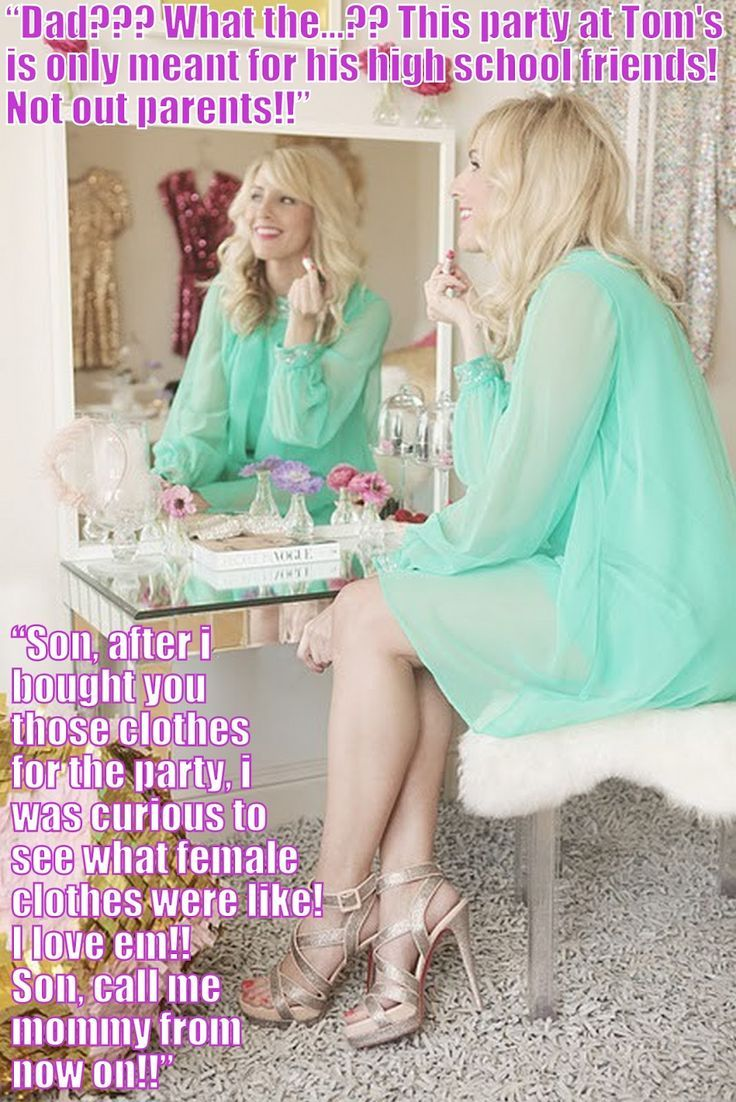 “Dad??? What the...?? This party at Tom's
is only meant for his high school friends!
Not out parents!!”
VOGUE
“Son, after i
bought you
those clothes
for the party, i
was curious to
see what female
clothes were like!
I love em!!
Son, call me
mommy from
now on!!”